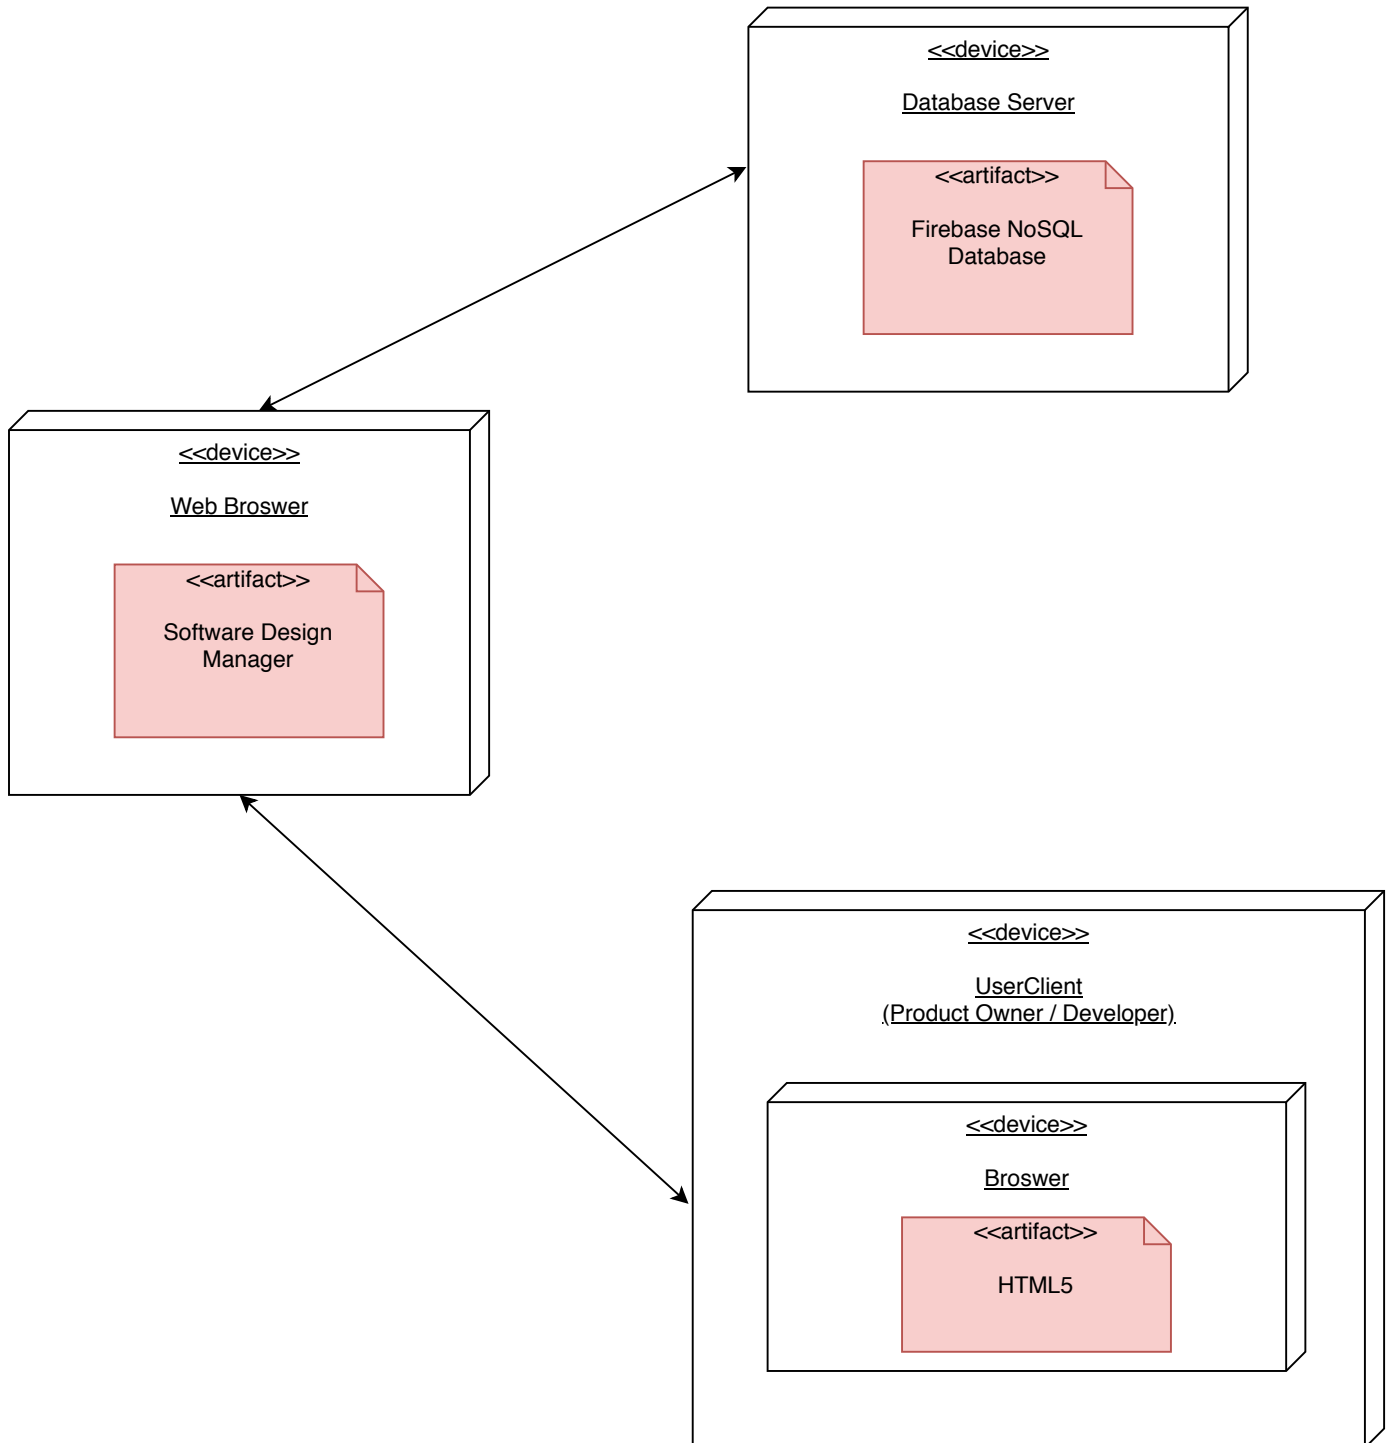 <<device>>
Database Server
<<artifact>>
Firebase NoSQL
Database
<<device>>
Web Broswer
<<artifact>>
Software Design
Manager
<<device>>
UserClient
(Product Owner / Developer)
<<device>>
Broswer
<<artifact>>
HTML5